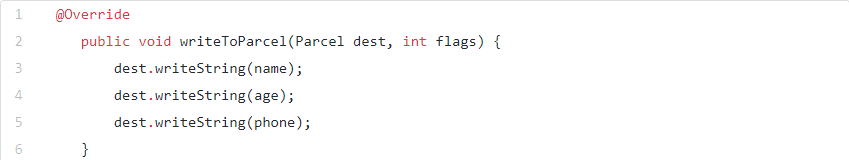 1 @Override
2 public void writeToParcel(Parcel dest, int flags) {
3 dest.writeString(name);
4 dest.writeString(age);
5 dest.writeString(phone);
6 }